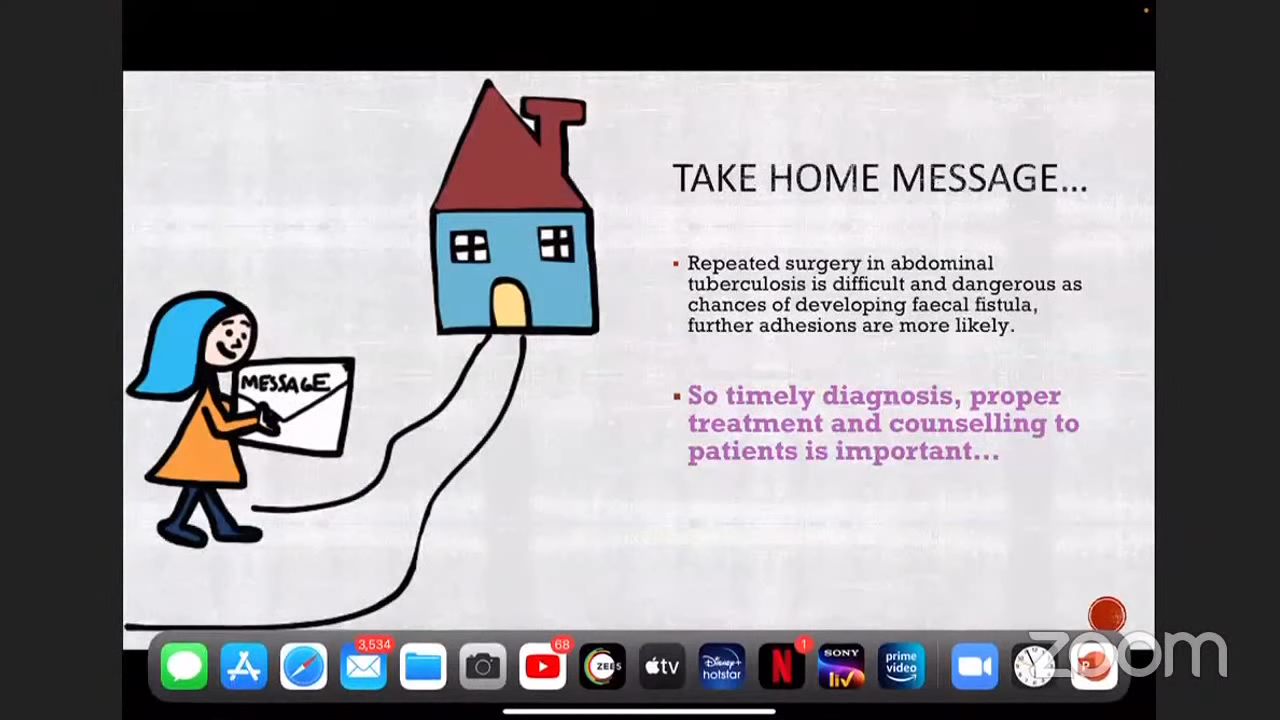 TAKE HOME MESSAGE...
Repeated surgery in abdominal
tuberculosis is difficult and dangerous as
chances of developing faecal fistula,
further adhesions are more likely.
So timely diagnosis, proper
treatment and counselling to
patients is important...
MESSAGE
3,534
68
ZEE5
tv
Disney+
hotstar
N
1
SONY
liv
prime
video
P
zoom